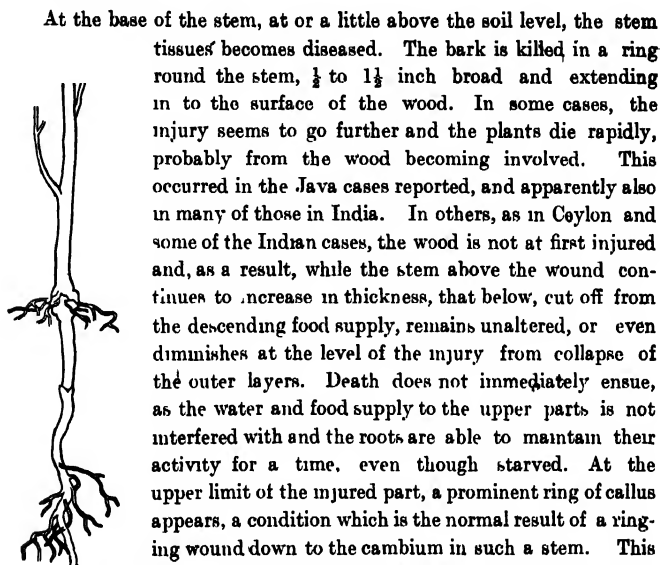 At the base of the stem, at or a little above the soil level, the stem
tissues becomes diseased. The bark is killed in a ring
round the stem, ½ to 1½ inch broad and extending
in to the surface of the wood. In some cases, the
injury seems to go further and the plants die rapidly,
probably from the wood becoming involved. This
occurred in the Java cases reported, and apparently also
in many of those in India. In others, as in Ceylon and
some of the Indian cases, the wood is not at first injured
and, as a result, while the stem above the wound con-
tinues to increase in thickness, that below, cut off from
the descending food supply, remains unaltered, or even
diminishes at the level of the injury from collapse of
the outer layers. Death does not immediately ensue,
as the water and food supply to the upper parts is not
interfered with and the roots are able to maintain their
activity for a time, even though starved. At the
upper limit of the injured part, a prominent ring of callus
appears, a condition which is the normal result of a ring-
ing wound down to the cambium in such a stem. This